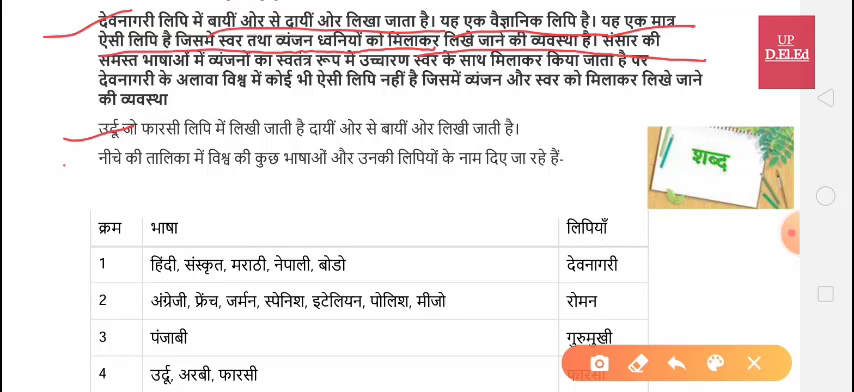 देवनागरी लिपि में बायीं ओर से दायीं ओर लिखा जाता है। यह एक वैज्ञानिक लिपि है। यह एक मात्र
ऐसी लिपि है जिसमें स्वर तथा व्यंजन ध्वनियों को मिलाकर लिखे जाने की व्यवस्था है। संसार की
समस्त भाषाओं में व्यंजनों का स्वतंत्र रूप में उच्चारण स्वर के साथ मिलाकर किया जाता है पर
देवनागरी के अलावा विश्व में कोई भी ऐसी लिपि नहीं है जिसमें व्यंजन और स्वर को मिलाकर लिखे जाने
की व्यवस्था
उर्दू जो फारसी लिपि में लिखी जाती है दायीं ओर से बायीं ओर लिखी जाती है।
नीचे की तालिका में विश्व की कुछ भाषाओं और उनकी लिपियों के नाम दिए जा रहे हैं-
UP
D.El.Ed
शब्द
क्रम भाषा लिपियाँ
1 हिंदी, संस्कृत, मराठी, नेपाली, बोडो देवनागरी
2 अंग्रेजी, फ्रेंच, जर्मन, स्पेनिश, इटेलियन, पोलिश, मीजो रोमन
3 पंजाबी गुरुमुखी
4 उर्दू, अरबी, फारसी फारसी